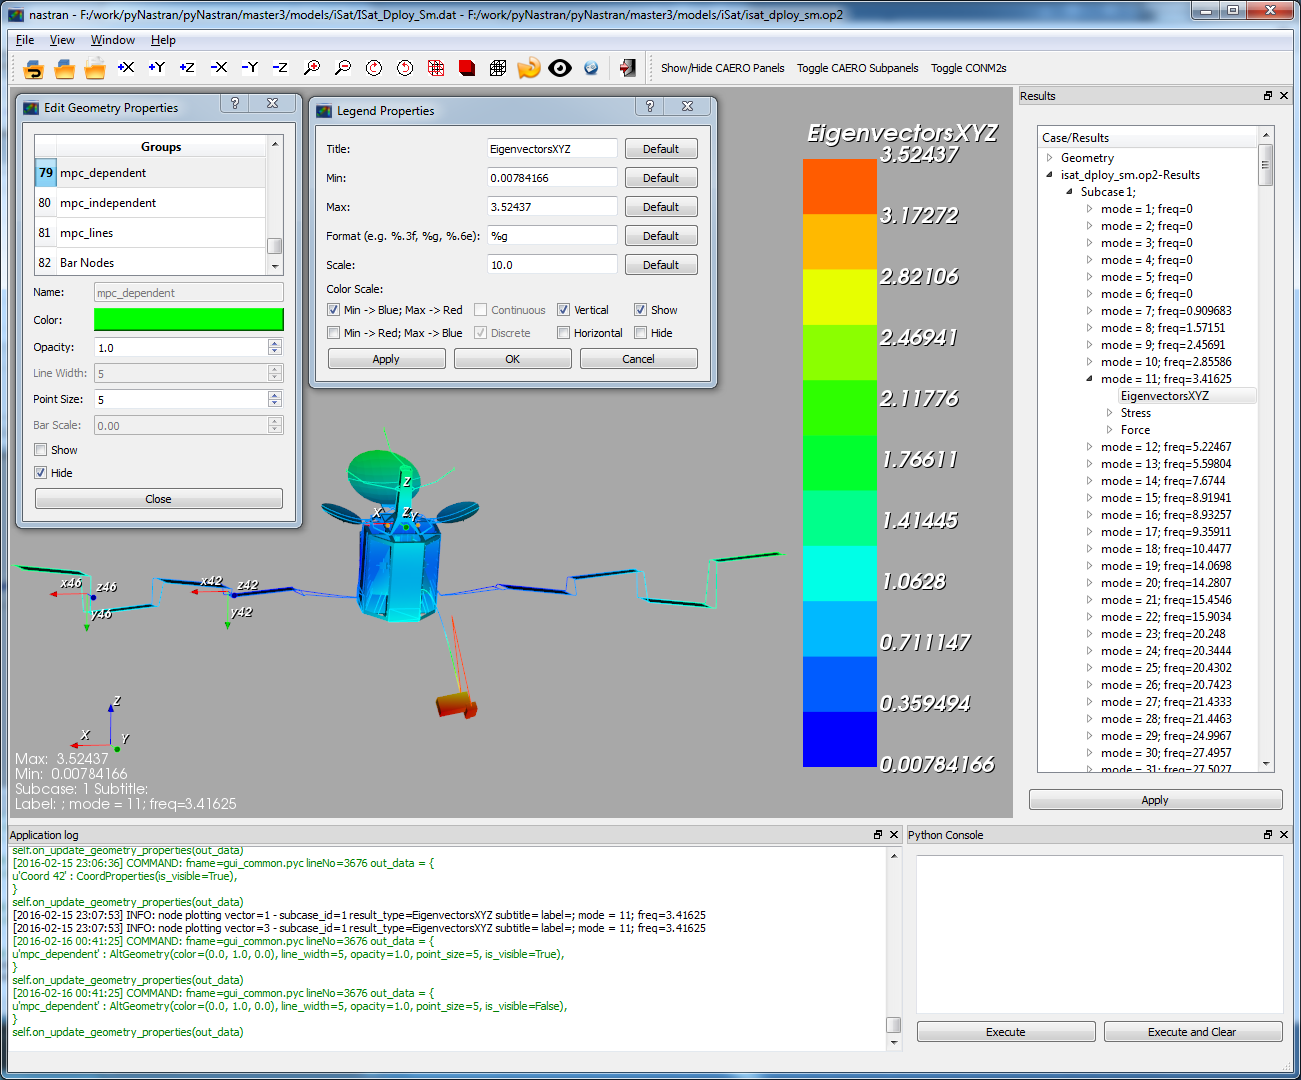 nastran - F:/work/pyNastran/pyNastran/master3/models/iSat/ISat_Dploy_Sm.dat - F:/work/pyNastran/pyNastran/master3/models/iSat/isat_dploy_sm.op2
File View Window Help
+X +Y +Z -X -Y -Z Show/Hide CAERO Panels Toggle CAERO Subpanels Toggle CONM2s
Edit Geometry Properties
Groups
79 mpc_dependent
80 mpc_independent
81 mpc_lines
82 Bar Nodes
Name: mpc_dependent
Color:
Opacity: 1.0
Line Width: 5
Point Size: 5
Bar Scale: 0.00
Show
Hide
Close
Legend Properties
Title: EigenvectorsXYZ Default
Min: 0.00784166 Default
Max: 3.52437 Default
Format (e.g. %.3f, %g, %.6e): %g Default
Scale: 10.0 Default
Color Scale:
Min -> Blue; Max -> Red Continuous Vertical Show
Min -> Red; Max -> Blue Discrete Horizontal Hide
Apply OK Cancel
EigenvectorsXYZ
3.52437
3.17272
2.82106
2.46941
2.11776
1.76611
1.41445
1.0628
0.711147
0.359494
0.00784166
Z
X Z Y
x46 z46 y46
x42 z42 y42
Z
X Y
Max: 3.52437
Min: 0.00784166
Subcase: 1 Subtitle:
Label: ; mode = 11; freq=3.41625
Results
Case/Results
Geometry
isat_dploy_sm.op2-Results
Subcase 1;
mode = 1; freq=0
mode = 2; freq=0
mode = 3; freq=0
mode = 4; freq=0
mode = 5; freq=0
mode = 6; freq=0
mode = 7; freq=0.909683
mode = 8; freq=1.57151
mode = 9; freq=2.45691
mode = 10; freq=2.85586
mode = 11; freq=3.41625
EigenvectorsXYZ
Stress
Force
mode = 12; freq=5.22467
mode = 13; freq=5.59804
mode = 14; freq=7.6744
mode = 15; freq=8.91941
mode = 16; freq=8.93257
mode = 17; freq=9.35911
mode = 18; freq=10.4477
mode = 19; freq=14.0698
mode = 20; freq=14.2807
mode = 21; freq=15.4546
mode = 22; freq=15.9034
mode = 23; freq=20.248
mode = 24; freq=20.3444
mode = 25; freq=20.4302
mode = 26; freq=20.7423
mode = 27; freq=21.4333
mode = 28; freq=21.4463
mode = 29; freq=24.9967
mode = 30; freq=27.4957
mode = 31; freq=27.5027
Apply
Application log
self.on_update_geometry_properties(out_data)
[2016-02-15 23:06:36] COMMAND: fname=gui_common.pyc lineNo=3676 out_data = {
u'Coord 42' : CoordProperties(is_visible=True),
}
self.on_update_geometry_properties(out_data)
[2016-02-15 23:07:53] INFO: node plotting vector=1 - subcase_id=1 result_type=EigenvectorsXYZ subtitle= label=; mode = 11; freq=3.41625
[2016-02-15 23:07:53] INFO: node plotting vector=3 - subcase_id=1 result_type=EigenvectorsXYZ subtitle= label=; mode = 11; freq=3.41625
[2016-02-16 00:41:25] COMMAND: fname=gui_common.pyc lineNo=3676 out_data = {
u'mpc_dependent' : AltGeometry(color=(0.0, 1.0, 0.0), line_width=5, opacity=1.0, point_size=5, is_visible=True),
}
self.on_update_geometry_properties(out_data)
[2016-02-16 00:41:25] COMMAND: fname=gui_common.pyc lineNo=3676 out_data = {
u'mpc_dependent' : AltGeometry(color=(0.0, 1.0, 0.0), line_width=5, opacity=1.0, point_size=5, is_visible=False),
}
self.on_update_geometry_properties(out_data)
Python Console
Execute Execute and Clear